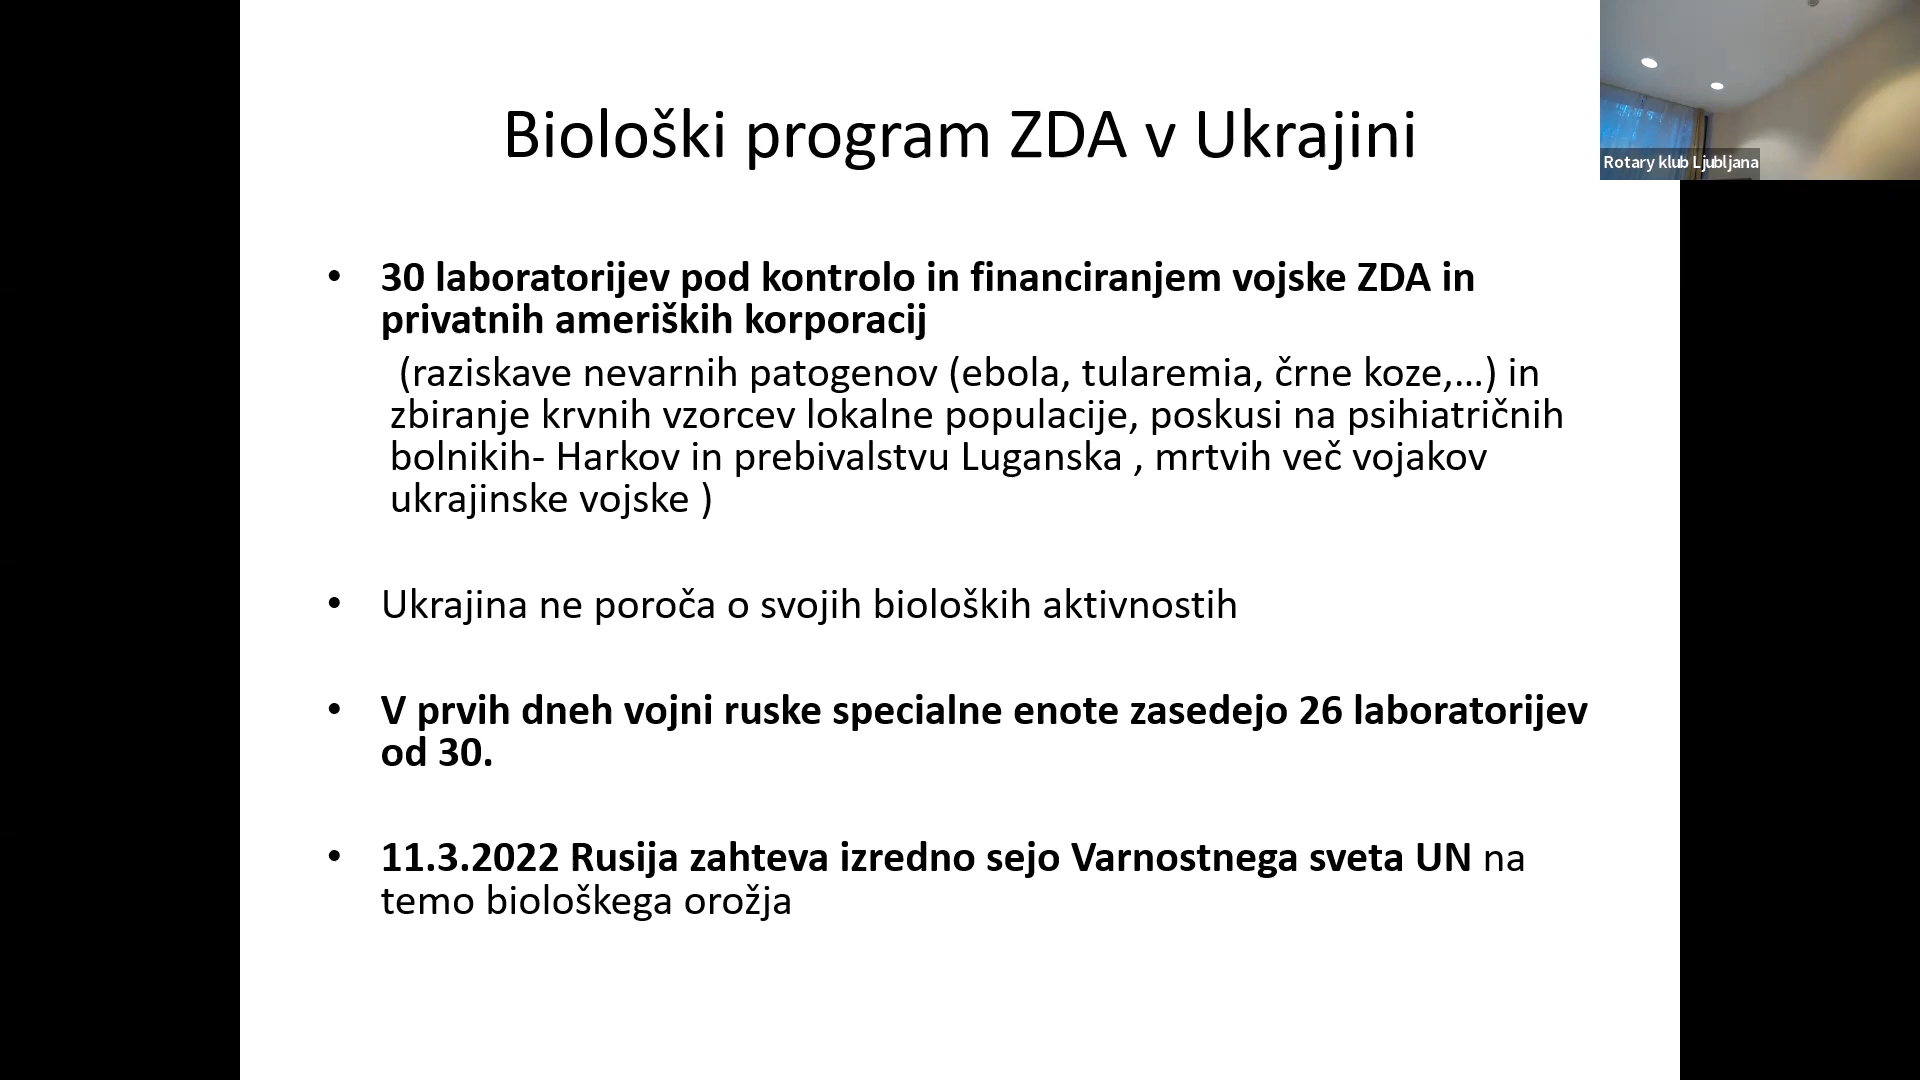 Biološki program ZDA v Ukrajini
Rotary klub Ljubljana
• 30 laboratorijev pod kontrolo in financiranjem vojske ZDA in
privatnih ameriških korporacij
(raziskave nevarnih patogenov (ebola, tularemia, črne koze,...) in
zbiranje krvnih vzorcev lokalne populacije, poskusi na psihiatričnih
bolnikih- Harkov in prebivalstvu Luganska , mrtvih več vojakov
ukrajinske vojske )
• Ukrajina ne poroča o svojih bioloških aktivnostih
• V prvih dneh vojni ruske specialne enote zasedejo 26 laboratorijev
od 30.
• 11.3.2022 Rusija zahteva izredno sejo Varnostnega sveta UN na
temo biološkega orožja